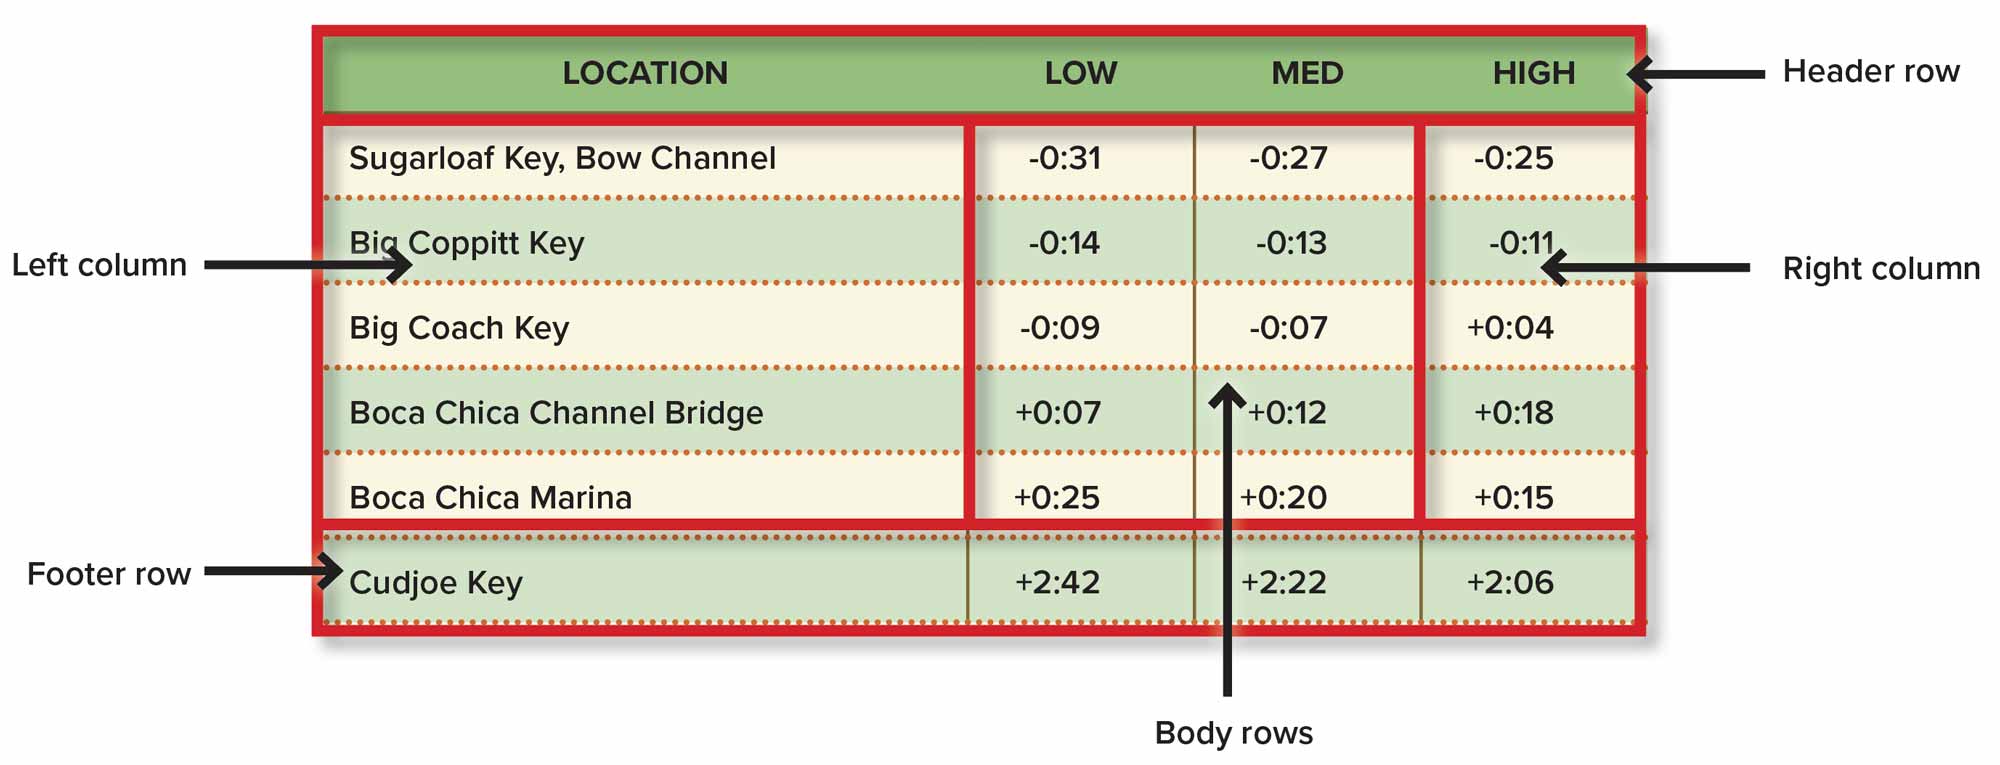 LOCATION LOW MED HIGH
Header row
Sugarloaf Key, Bow Channel -0:31 -0:27 -0:25
Left column
Big Coppitt Key -0:14 -0:13 -0:11
Right column
Big Coach Key -0:09 -0:07 +0:04
Boca Chica Channel Bridge +0:07 +0:12 +0:18
Boca Chica Marina +0:25 +0:20 +0:15
Footer row
Cudjoe Key +2:42 +2:22 +2:06
Body rows